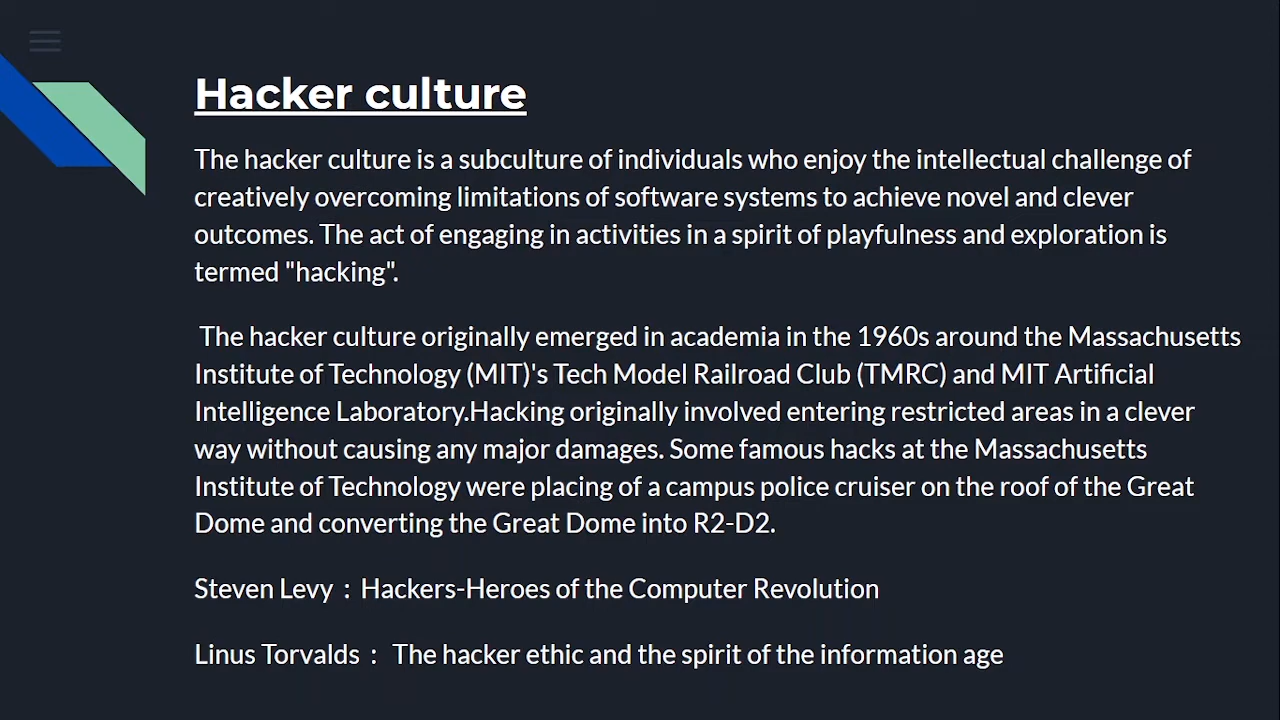 Hacker culture
The hacker culture is a subculture of individuals who enjoy the intellectual challenge of
creatively overcoming limitations of software systems to achieve novel and clever
outcomes. The act of engaging in activities in a spirit of playfulness and exploration is
termed "hacking".
The hacker culture originally emerged in academia in the 1960s around the Massachusetts
Institute of Technology (MIT)'s Tech Model Railroad Club (TMRC) and MIT Artificial
Intelligence Laboratory.Hacking originally involved entering restricted areas in a clever
way without causing any major damages. Some famous hacks at the Massachusetts
Institute of Technology were placing of a campus police cruiser on the roof of the Great
Dome and converting the Great Dome into R2-D2.
Steven Levy : Hackers-Heroes of the Computer Revolution
Linus Torvalds : The hacker ethic and the spirit of the information age